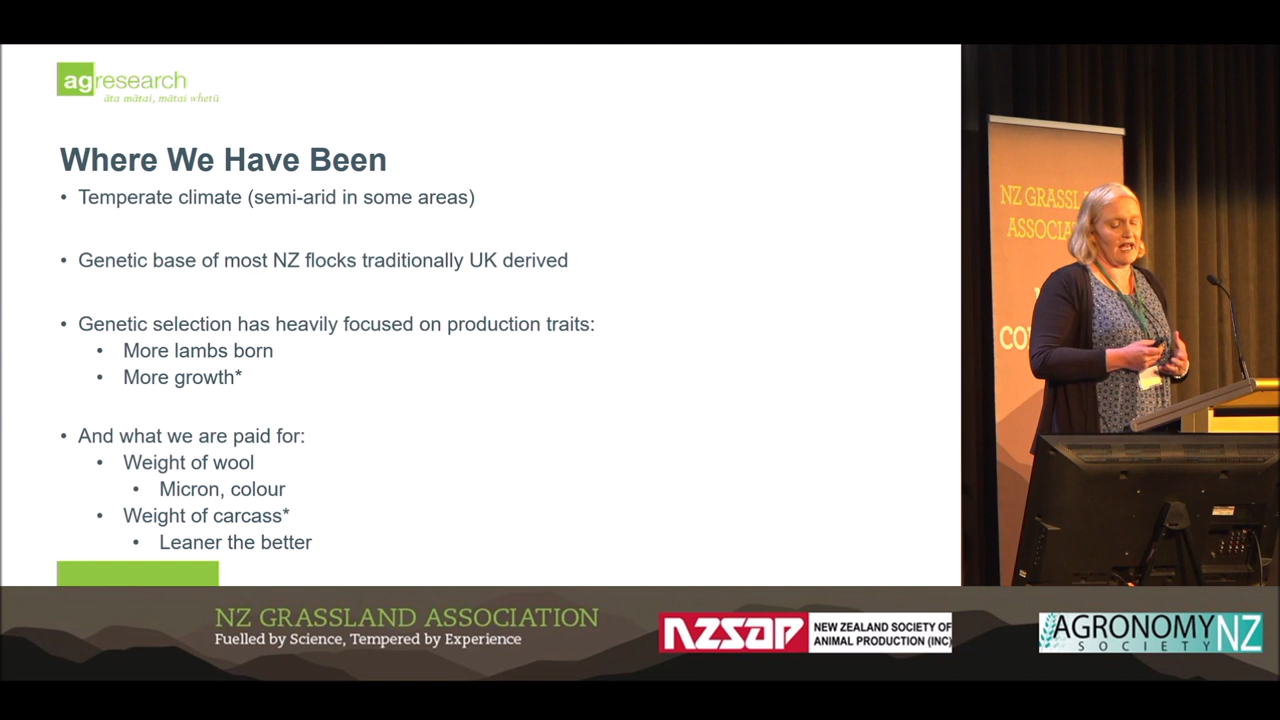 agresearch
āta mātai, mātai whetū
Where We Have Been
• Temperate climate (semi-arid in some areas)
• Genetic base of most NZ flocks traditionally UK derived
• Genetic selection has heavily focused on production traits:
• More lambs born
• More growth*
• And what we are paid for:
• Weight of wool
• Micron, colour
• Weight of carcass*
• Leaner the better
NZ GRASSL
ASSOCIA
CO
NZ GRASSLAND ASSOCIATION
Fuelled by Science, Tempered by Experience
NZSAP
NEW ZEALAND SOCIETY OF
ANIMAL PRODUCTION (INC)
AGRONOMY NZ
SOCIETY